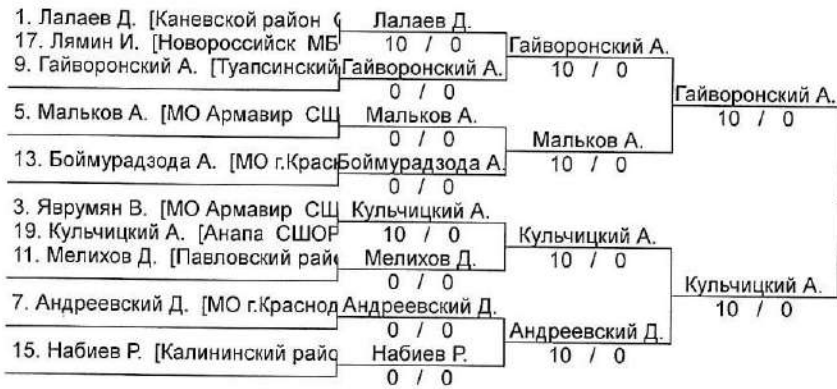 1. Лалаев Д. [Каневской район
Лалаев Д.
17. Лямин И. [Новороссийск МБ
10 / 0
Гайворонский А.
9. Гайворонский А. [Туапсинский
Гайворонский А.
10 / 0
0 / 0
Гайворонский А.
5. Мальков А. [МО Армавир СШ
Мальков А.
10 / 0
0 / 0
Мальков А.
13. Боймурадзода А. [МО г.Крас
Боймурадзода А.
10 / 0
0 / 0
3. Яврумян В. [МО Армавир СШ
Кульчицкий А.
19. Кульчицкий А. [Анапа СШОР
10 / 0
Кульчицкий А.
11. Мелихов Д. [Павловский рай
Мелихов Д.
10 / 0
0 / 0
Кульчицкий А.
7. Андреевский Д. [МО г.Краснод
Андреевский Д.
10 / 0
0 / 0
Андреевский Д.
15. Набиев Р. [Калининский рай
Набиев Р.
10 / 0
0 / 0